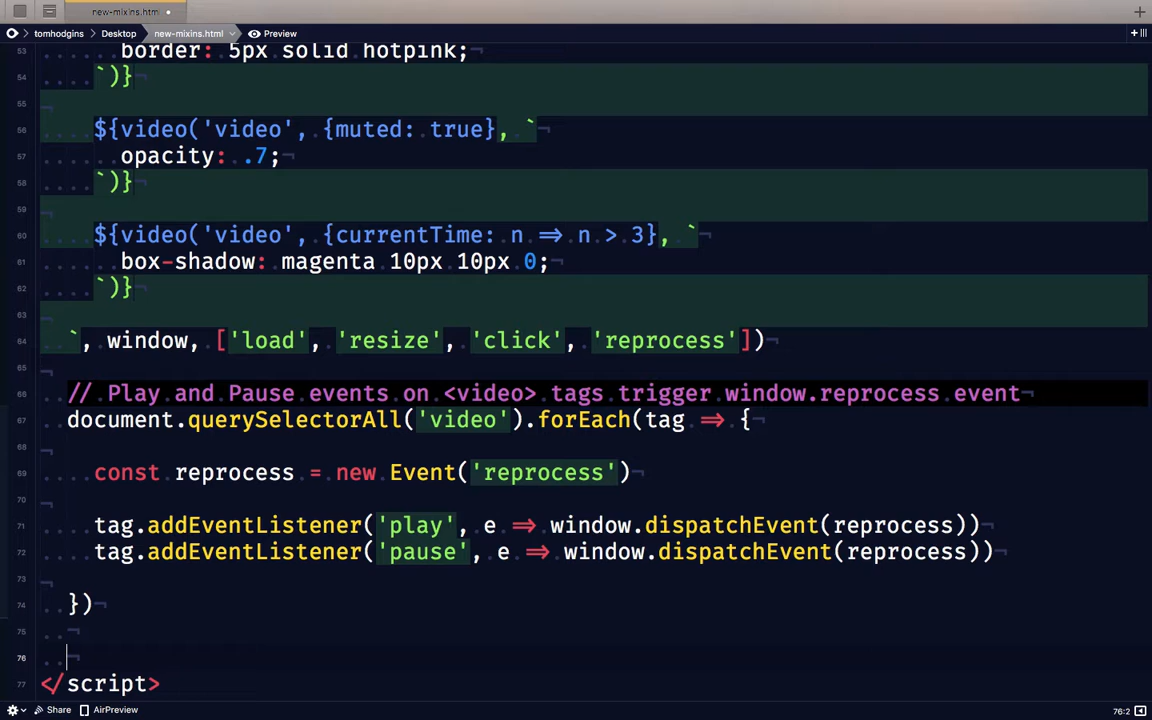 new-mixins.html
tomhodgins Desktop new-mixins.html Preview
53 border: 5px solid hotpink;
54 `)}
55
56 ${video('video', {muted: true}, `
57 opacity: .7;
58 `)}
59
60 ${video('video', {currentTime: n => n > 3}, `
61 box-shadow: magenta 10px 10px 0;
62 `)}
63
64 `, window, ['load', 'resize', 'click', 'reprocess'])
65
66 // Play and Pause events on <video> tags trigger window.reprocess event
67 document.querySelectorAll('video').forEach(tag => {
68
69 const reprocess = new Event('reprocess')
70
71 tag.addEventListener('play', e => window.dispatchEvent(reprocess))
72 tag.addEventListener('pause', e => window.dispatchEvent(reprocess))
73
74 })
75
76
77 </script>
Share AirPreview 76:2